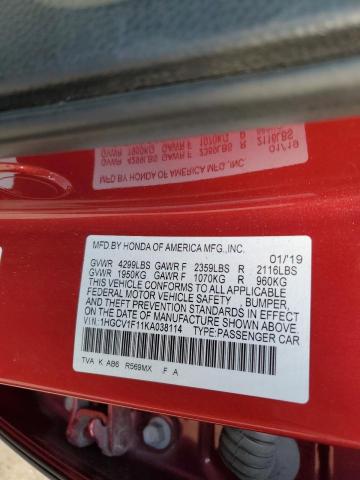 MFD.BY HONDA OF AMERICA MFG.,INC. 01/19
GVWR 4299LBS GAWR F 2359LBS R 2116LBS
GVWR 1950KG GAWR F 1070KG R 960KG
THIS VEHICLE CONFORMS TO ALL APPLICABLE
FEDERAL MOTOR VEHICLE SAFETY , BUMPER,
AND THEFT PREVENTION STANDARDS IN EFFECT
ON THE DATE OF MANUFACTURE SHOWN ABOVE.
V I N :1HGCV1F11KA038114 TYPE:PASSENGER CAR
TVA K AB6 R569MX F A